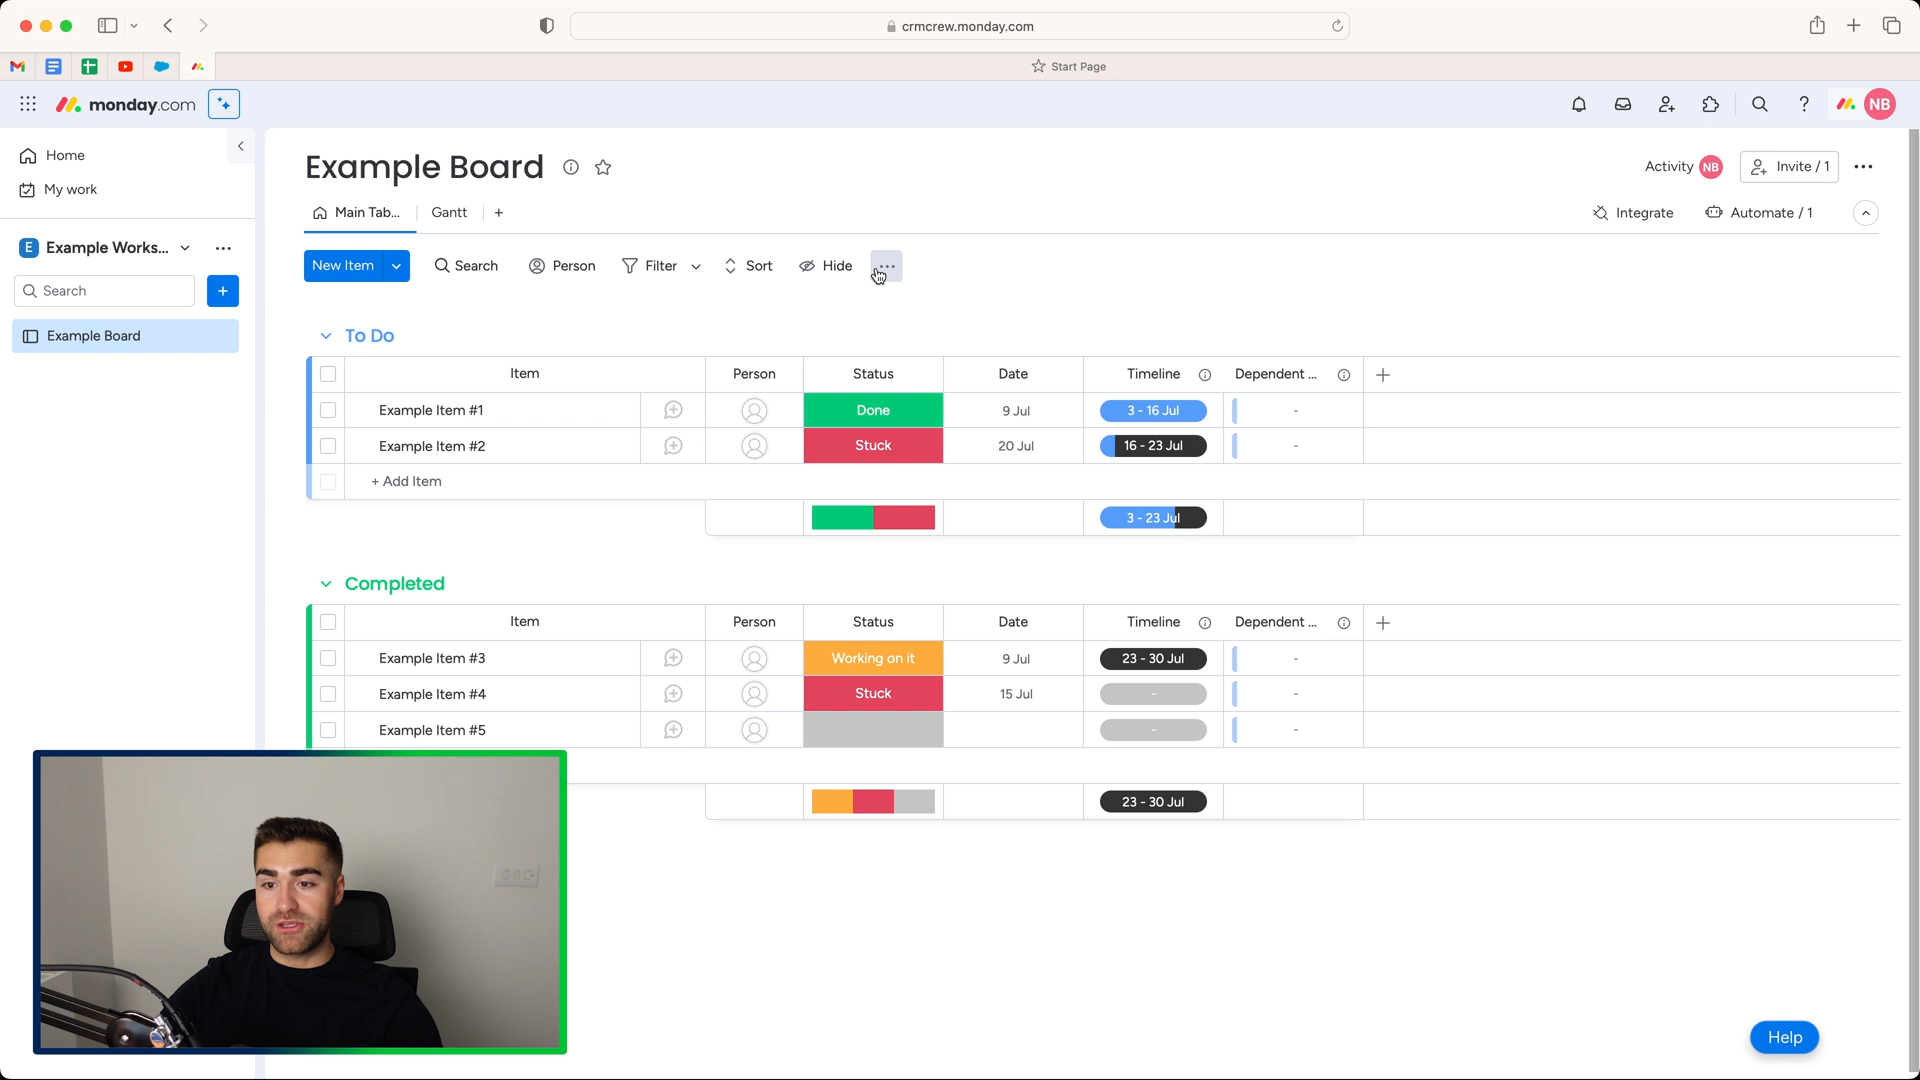 crmcrew.monday.com
Start Page
monday.com
NB
Home
My work
E Example Works...
Search
Example Board
Example Board
Activity NB
Invite / 1
Main Tab...
Gantt
Integrate
Automate / 1
New Item
Search
Person
Filter
Sort
Hide
To Do
Item Person Status Date Timeline Dependent ...
Example Item #1 Done 9 Jul 3 - 16 Jul -
Example Item #2 Stuck 20 Jul 16 - 23 Jul -
+ Add Item
3 - 23 Jul
Completed
Item Person Status Date Timeline Dependent ...
Example Item #3 Working on it 9 Jul 23 - 30 Jul -
Example Item #4 Stuck 15 Jul - -
Example Item #5 - -
23 - 30 Jul
Help